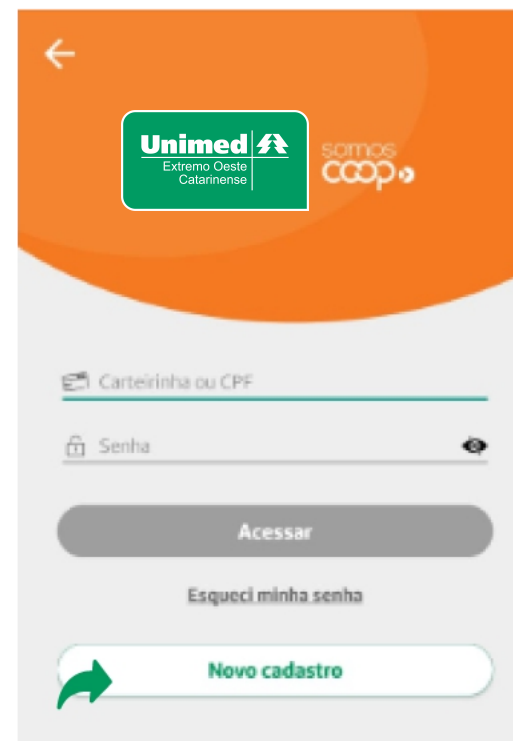 Unimed
Extremo Oeste
Catarinense
somos
coop
Carteirinha ou CPF
Senha
Acessar
Esqueci minha senha
Novo cadastro